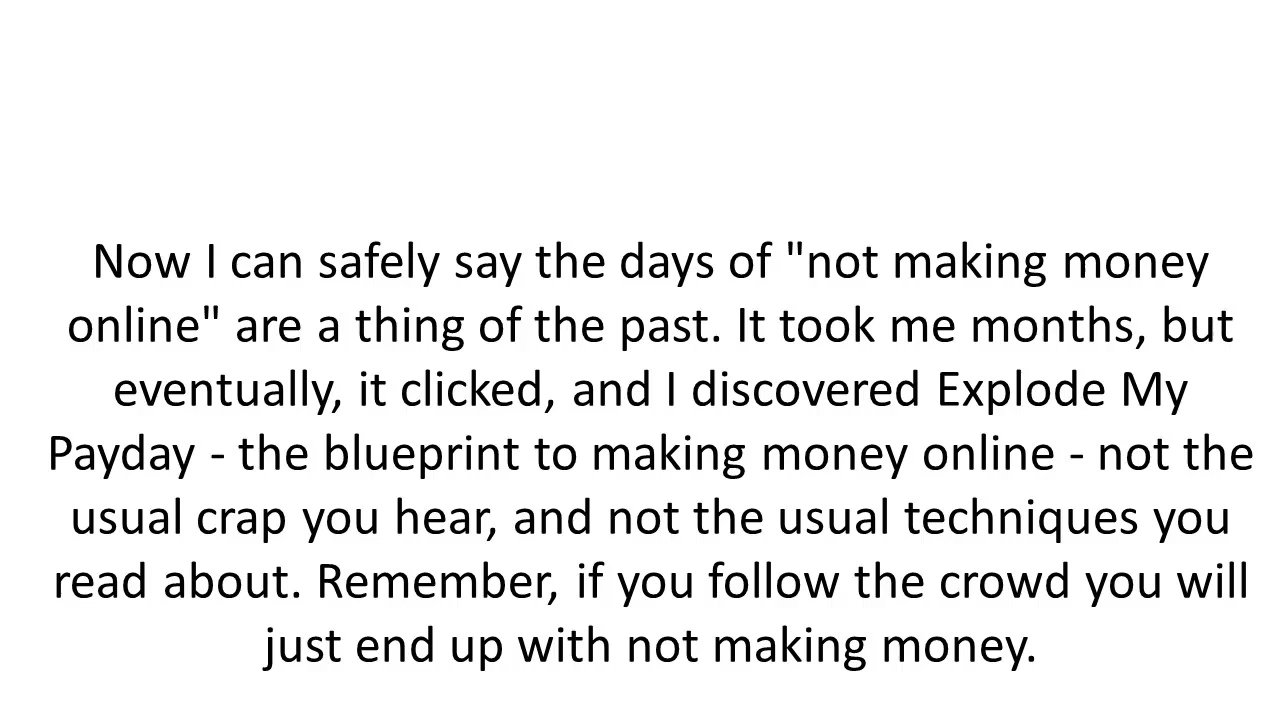 Now I can safely say the days of "not making money
online" are a thing of the past. It took me months, but
eventually, it clicked, and I discovered Explode My
Payday - the blueprint to making money online - not the
usual crap you hear, and not the usual techniques you
read about. Remember, if you follow the crowd you will
just end up with not making money.